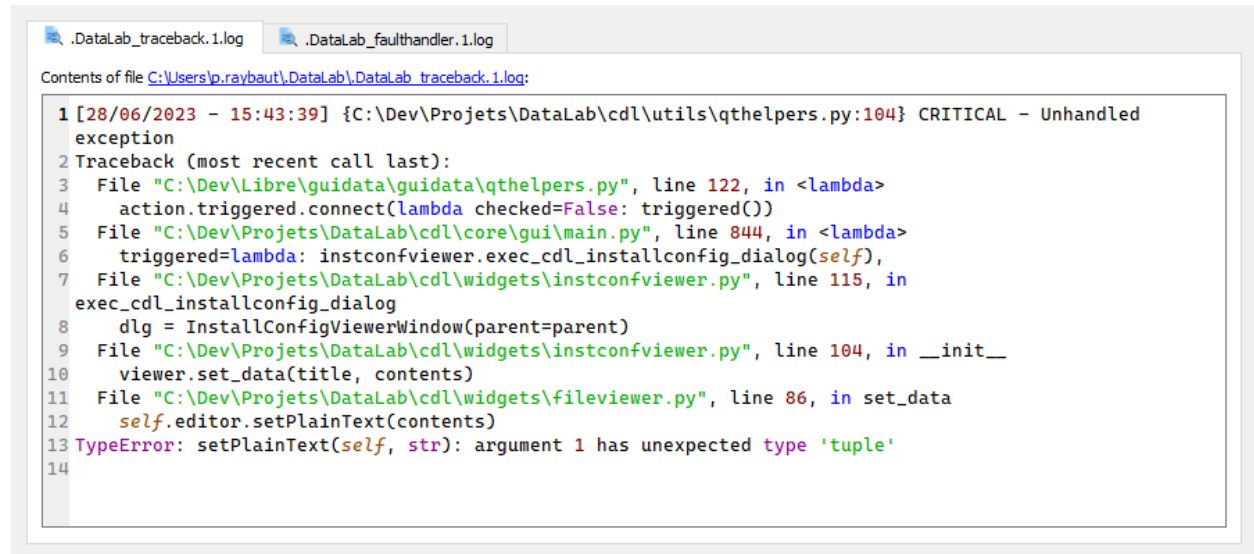 .DataLab_traceback.1.log .DataLab_faulthandler.1.log
Contents of file C:\Users\p.raybaut\.DataLab\.DataLab_traceback.1.log:
1 [28/06/2023 - 15:43:39] {C:\Dev\Projets\DataLab\cdl\utils\qthelpers.py:104} CRITICAL - Unhandled
exception
2 Traceback (most recent call last):
3   File "C:\Dev\Libre\guidata\guidata\qthelpers.py", line 122, in <lambda>
4     action.triggered.connect(lambda checked=False: triggered())
5   File "C:\Dev\Projets\DataLab\cdl\core\gui\main.py", line 844, in <lambda>
6     triggered=lambda: instconfviewer.exec_cdl_installconfig_dialog(self),
7   File "C:\Dev\Projets\DataLab\cdl\widgets\instconfviewer.py", line 115, in
exec_cdl_installconfig_dialog
8     dlg = InstallConfigViewerWindow(parent=parent)
9   File "C:\Dev\Projets\DataLab\cdl\widgets\instconfviewer.py", line 104, in __init__
10     viewer.set_data(title, contents)
11   File "C:\Dev\Projets\DataLab\cdl\widgets\fileviewer.py", line 86, in set_data
12     self.editor.setPlainText(contents)
13 TypeError: setPlainText(self, str): argument 1 has unexpected type 'tuple'
14